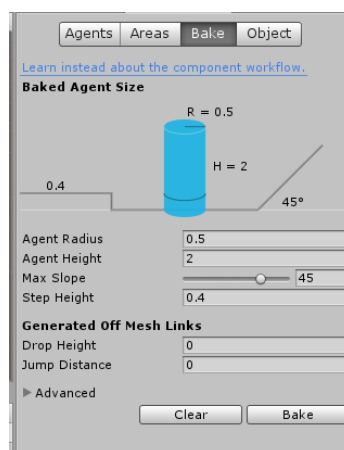 Agents Areas Bake Object
Learn instead about the component workflow.
Baked Agent Size
R = 0.5
H = 2
0.4
45°
Agent Radius 0.5
Agent Height 2
Max Slope 45
Step Height 0.4
Generated Off Mesh Links
Drop Height 0
Jump Distance 0
Advanced
Clear Bake